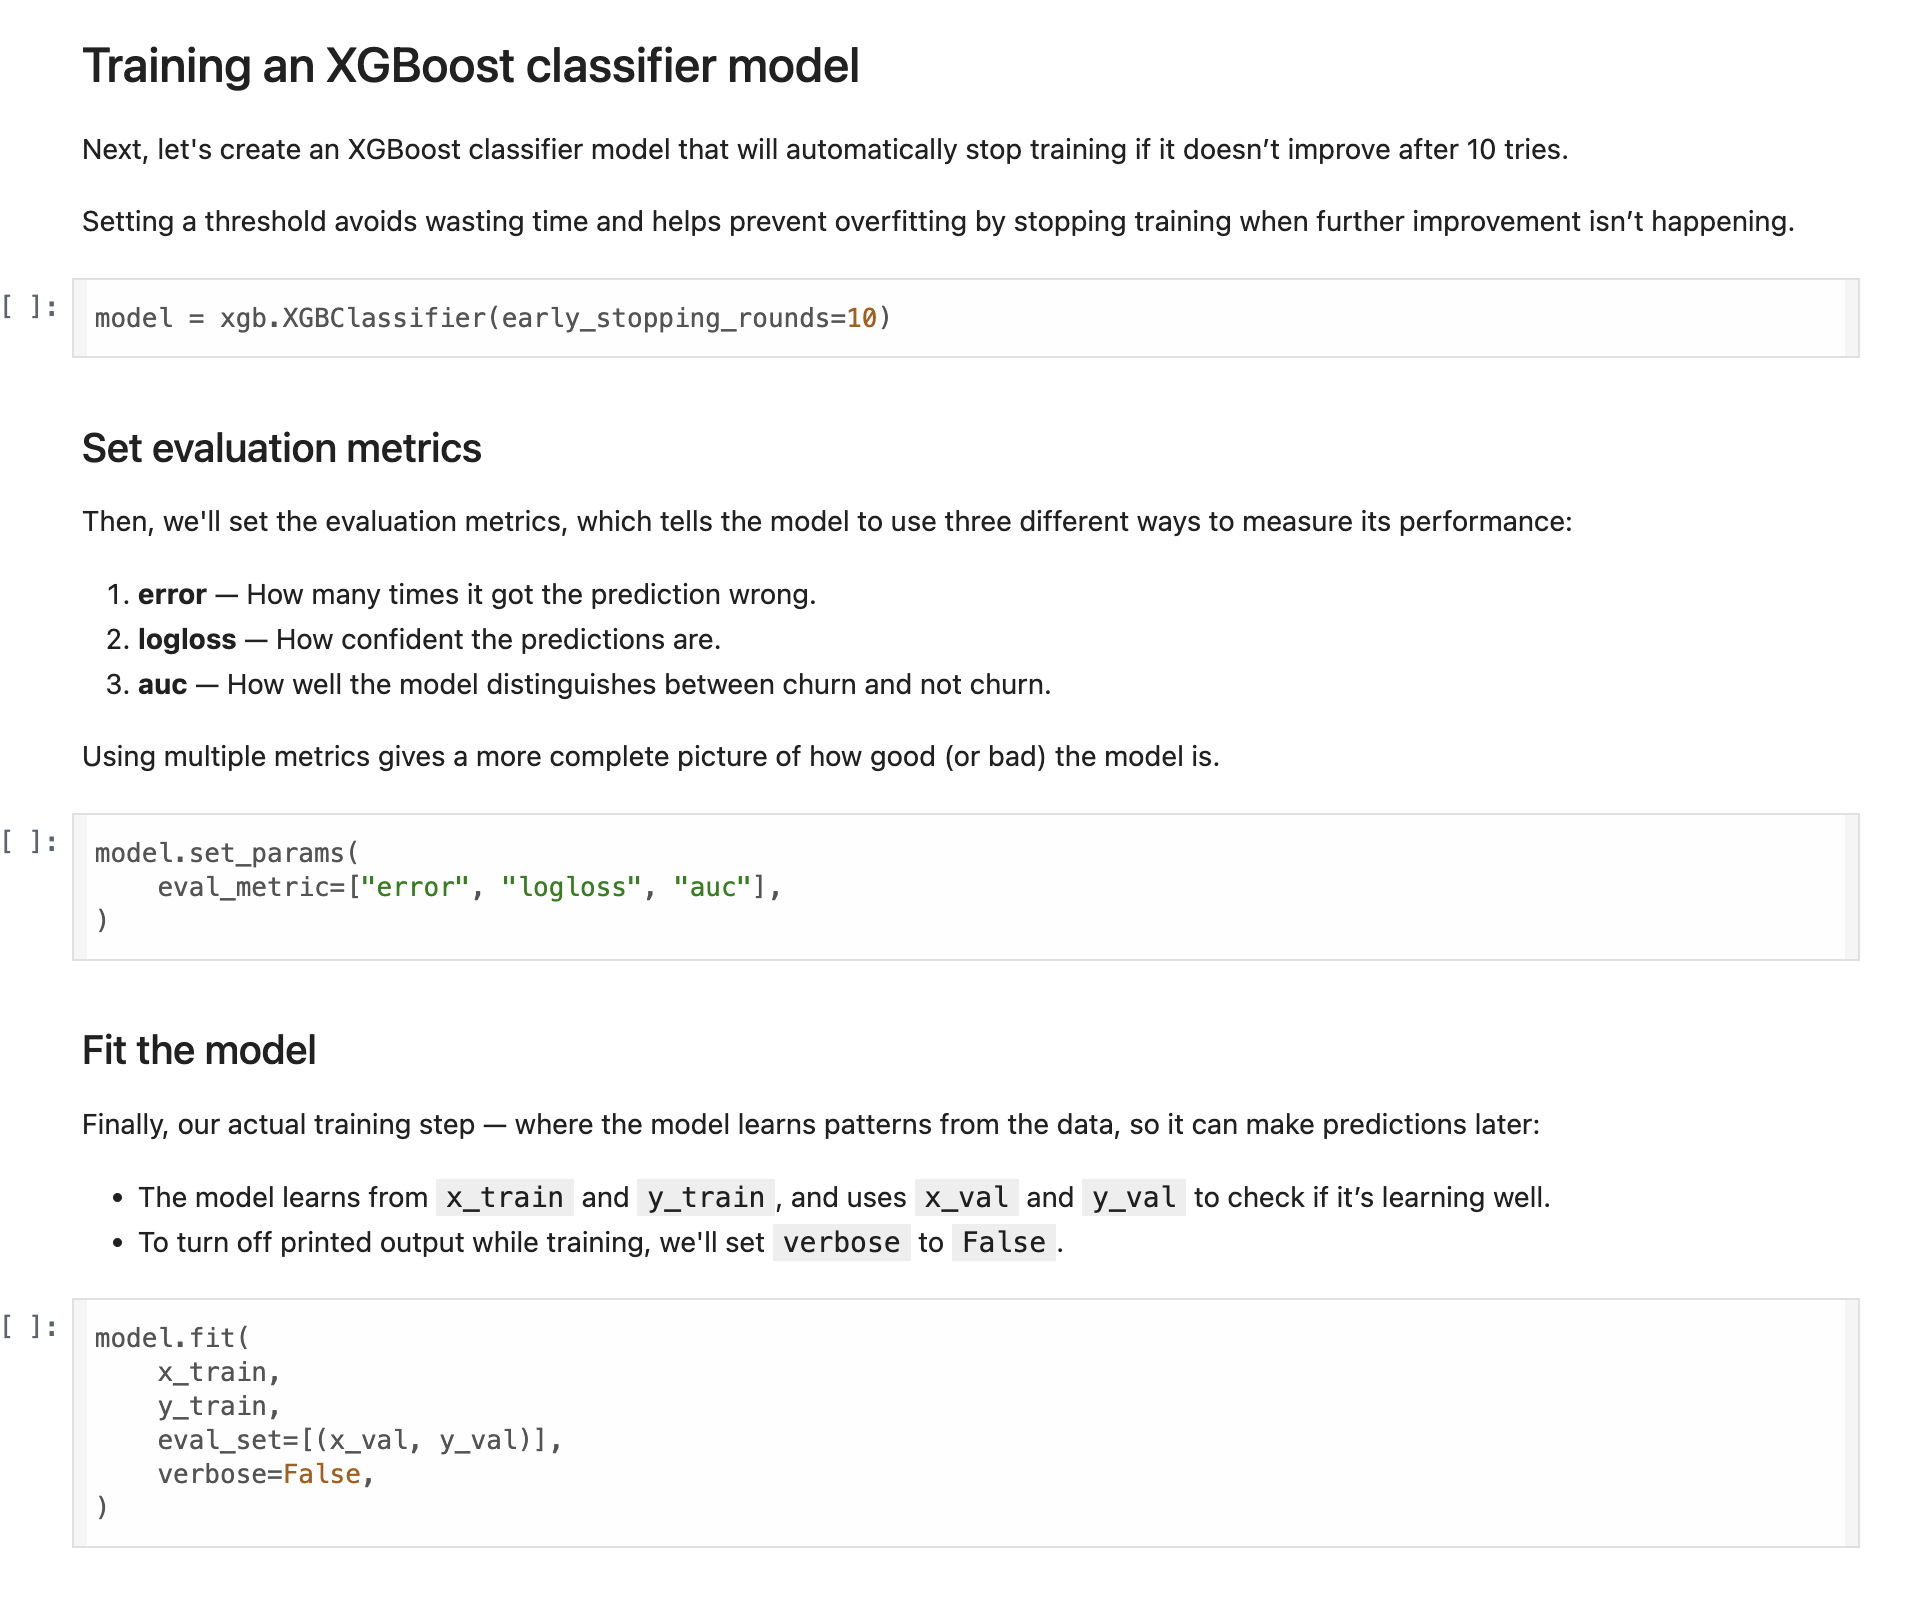 Training an XGBoost classifier model
Next, let's create an XGBoost classifier model that will automatically stop training if it doesn’t improve after 10 tries.
Setting a threshold avoids wasting time and helps prevent overfitting by stopping training when further improvement isn’t happening.
[ ]:
model = xgb.XGBClassifier(early_stopping_rounds=10)
Set evaluation metrics
Then, we'll set the evaluation metrics, which tells the model to use three different ways to measure its performance:
1. error — How many times it got the prediction wrong.
2. logloss — How confident the predictions are.
3. auc — How well the model distinguishes between churn and not churn.
Using multiple metrics gives a more complete picture of how good (or bad) the model is.
[ ]:
model.set_params(
    eval_metric=["error", "logloss", "auc"],
)
Fit the model
Finally, our actual training step — where the model learns patterns from the data, so it can make predictions later:
• The model learns from x_train and y_train, and uses x_val and y_val to check if it’s learning well.
• To turn off printed output while training, we'll set verbose to False.
[ ]:
model.fit(
    x_train,
    y_train,
    eval_set=[(x_val, y_val)],
    verbose=False,
)